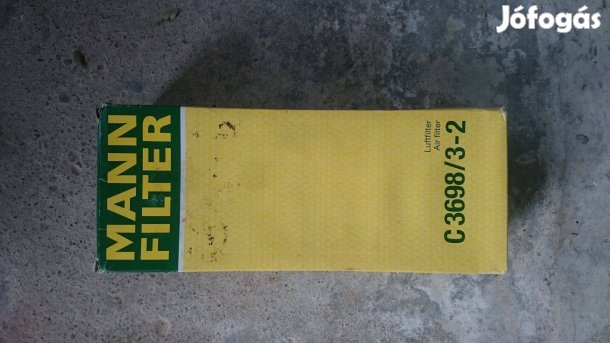 Jófogás
MANN
FILTER
Luftfilter
Air filter
C 3698/3-2